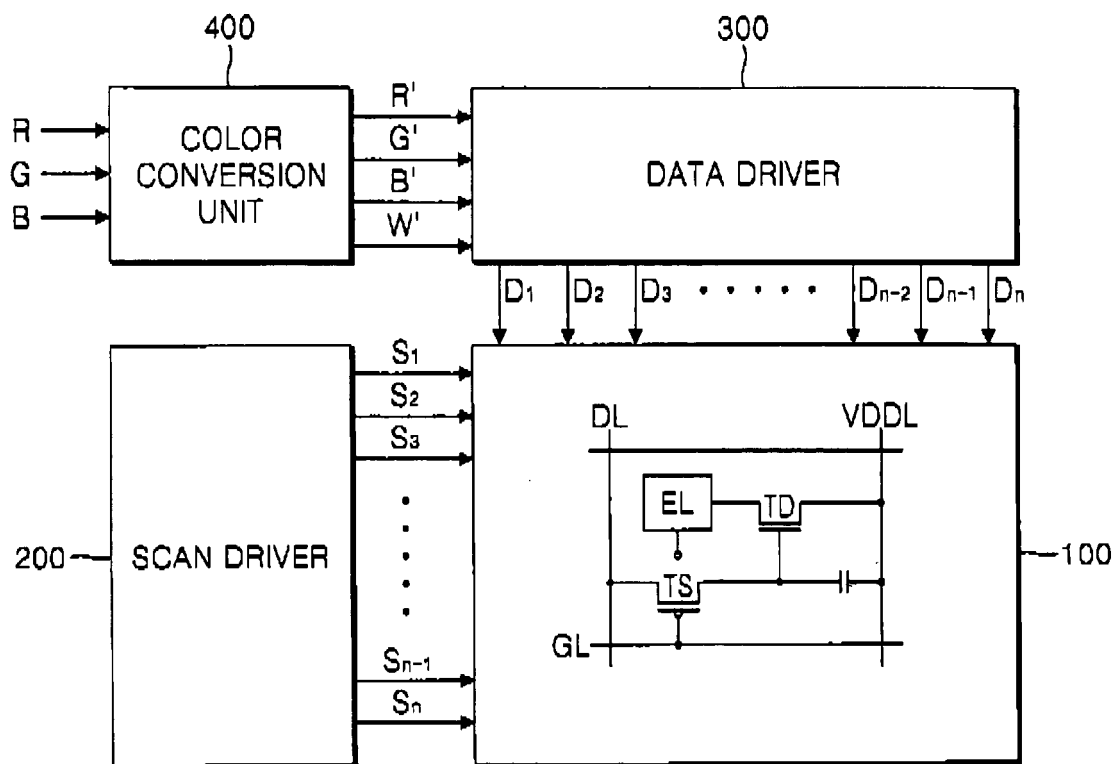 400
300
R
G
B
COLOR
CONVERSION
UNIT
R'
G'
B'
W'
DATA DRIVER
D1
D2
D3
Dn-2
Dn-1
Dn
S1
S2
S3
Sn-1
Sn
200
SCAN DRIVER
DL
VDDL
EL
TD
TS
GL
100